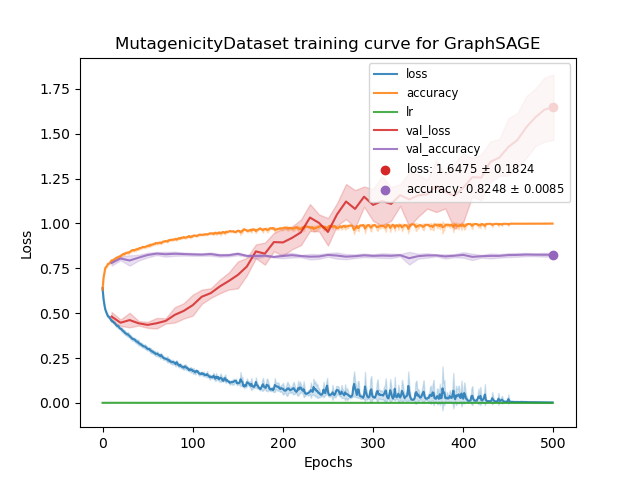 MutagenicityDataset training curve for GraphSAGE
loss
accuracy
lr
val_loss
val_accuracy
loss: 1.6475 ± 0.1824
accuracy: 0.8248 ± 0.0085
Loss
1.75
1.50
1.25
1.00
0.75
0.50
0.25
0.00
0 100 200 300 400 500
Epochs